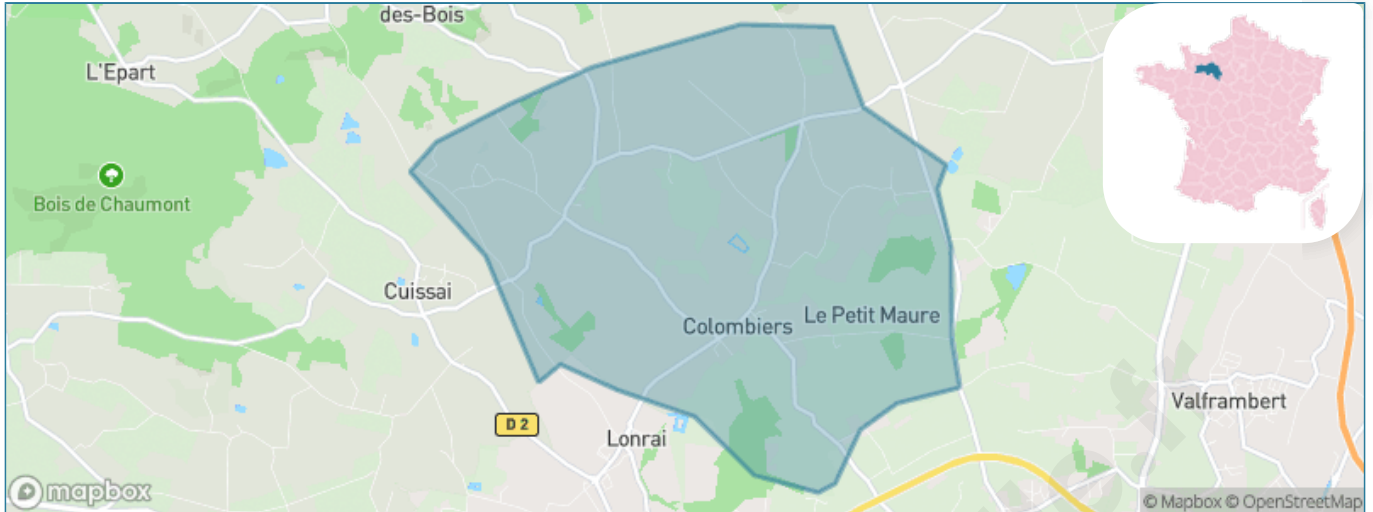 des-Bois
L'Epart
Bois de Chaumont
Cuissai
Le Petit Maure
Colombiers
Valframbert
D 2
Lonrai
mapbox
© Mapbox © OpenStreetMap